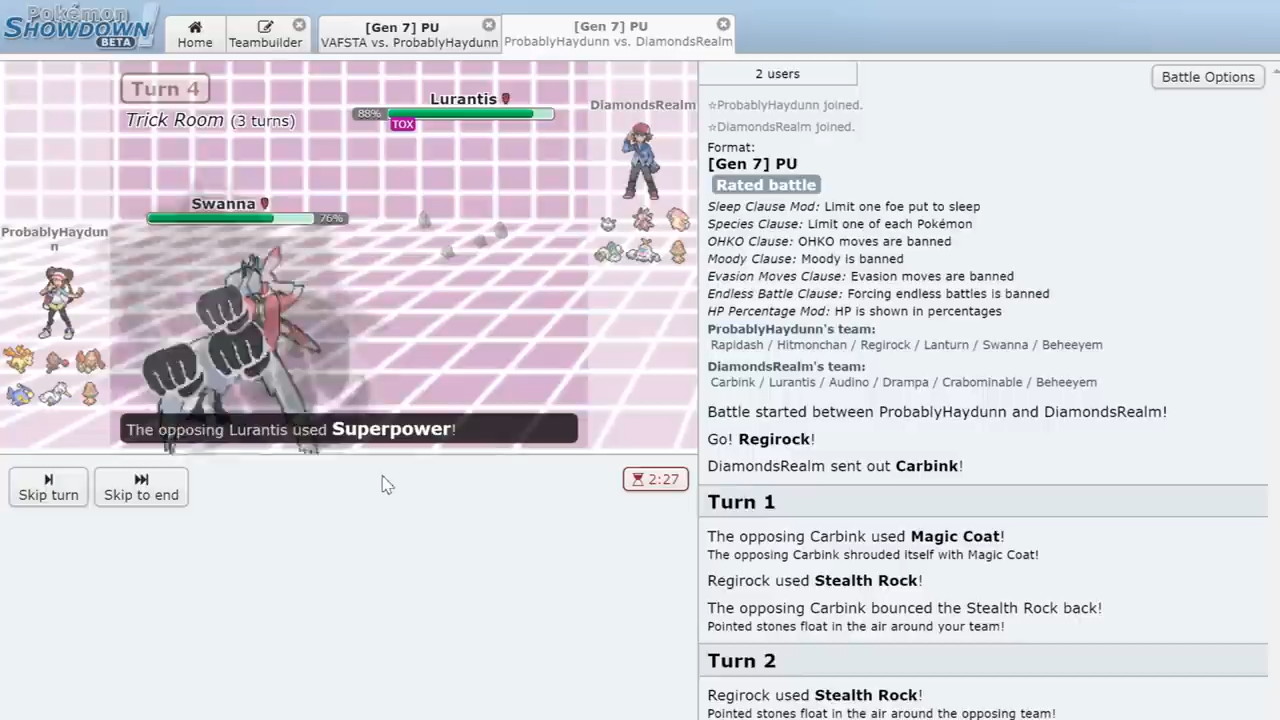 Pokémon
SHOWDOWN!
BETA
Home
Teambuilder
[Gen 7] PU
VAFSTA vs. ProbablyHaydunn
[Gen 7] PU
ProbablyHaydunn vs. DiamondsRealm
Turn 4
Trick Room (3 turns)
Lurantis
88%
TOX
DiamondsRealm
Swanna
76%
ProbablyHaydun
n
The opposing Lurantis used Superpower!
Skip turn
Skip to end
2:27
2 users
Battle Options
☆ProbablyHaydunn joined.
☆DiamondsRealm joined.
Format:
[Gen 7] PU
Rated battle
Sleep Clause Mod: Limit one foe put to sleep
Species Clause: Limit one of each Pokémon
OHKO Clause: OHKO moves are banned
Moody Clause: Moody is banned
Evasion Moves Clause: Evasion moves are banned
Endless Battle Clause: Forcing endless battles is banned
HP Percentage Mod: HP is shown in percentages
ProbablyHaydunn's team:
Rapidash / Hitmonchan / Regirock / Lanturn / Swanna / Beheeyem
DiamondsRealm's team:
Carbink / Lurantis / Audino / Drampa / Crabominable / Beheeyem
Battle started between ProbablyHaydunn and DiamondsRealm!
Go! Regirock!
DiamondsRealm sent out Carbink!
Turn 1
The opposing Carbink used Magic Coat!
The opposing Carbink shrouded itself with Magic Coat!
Regirock used Stealth Rock!
The opposing Carbink bounced the Stealth Rock back!
Pointed stones float in the air around your team!
Turn 2
Regirock used Stealth Rock!
Pointed stones float in the air around the opposing team!